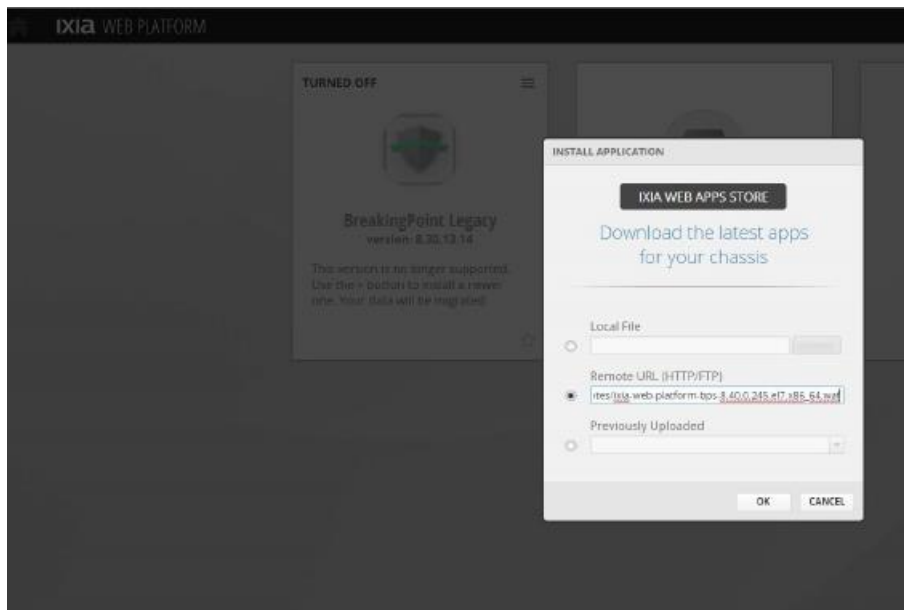 IXIA WEB PLATFORM
TURNED OFF
BreakingPoint Legacy
version: 8.30.13.14
This version is no longer supported.
Use the + button to install a newer
one. Your data will be migrated
INSTALL APPLICATION
IXIA WEB APPS STORE
Download the latest apps
for your chassis
Local File
Remote URL (HTTP/FTP)
ites/ixia-web-platform-bps-8.40.0.245.el7.x86_64.waf
Previously Uploaded
OK CANCEL